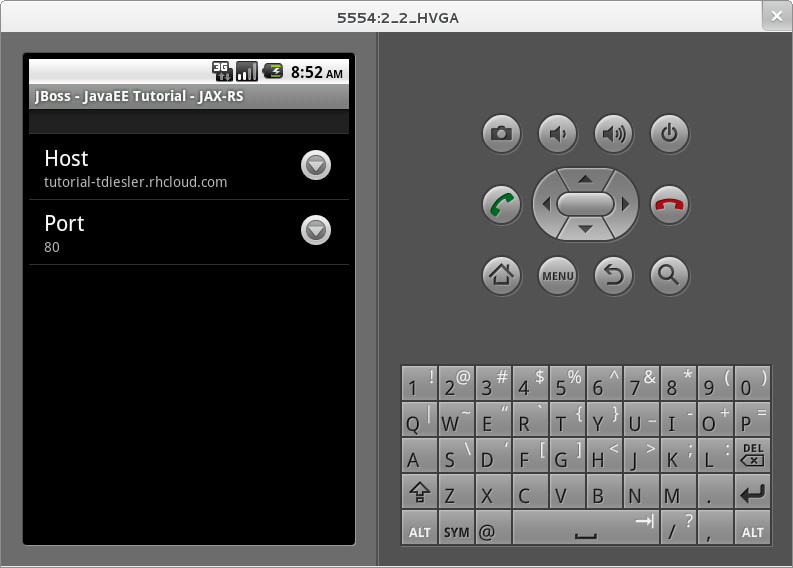 5554:2_2_HVGA
3G 8:52 AM
JBoss - JavaEE Tutorial - JAX-RS
Host
tutorial-tdiesler.rhcloud.com
Port
80
MENU
1 ! 2 @ 3 # 4 $ 5 % 6 ^ 7 & 8 * 9 ( 0 )
Q | W ~ E “ R ` T { Y } U _ I - O + P =
A S \ D ‘ F [ G ] H < J > K ; L : DEL
Z X C V B N M .
ALT SYM @ / ? , ALT